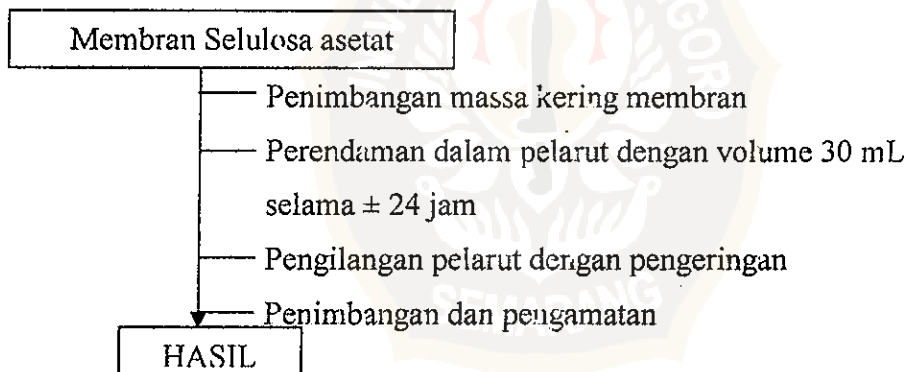 Membran Selulosa asetat
Penimbangan massa kering membran
Perendaman dalam pelarut dengan volume 30 mL
selama ± 24 jam
Pengilangan pelarut dengan pengeringan
Penimbangan dan pengamatan
HASIL
SEMARANG